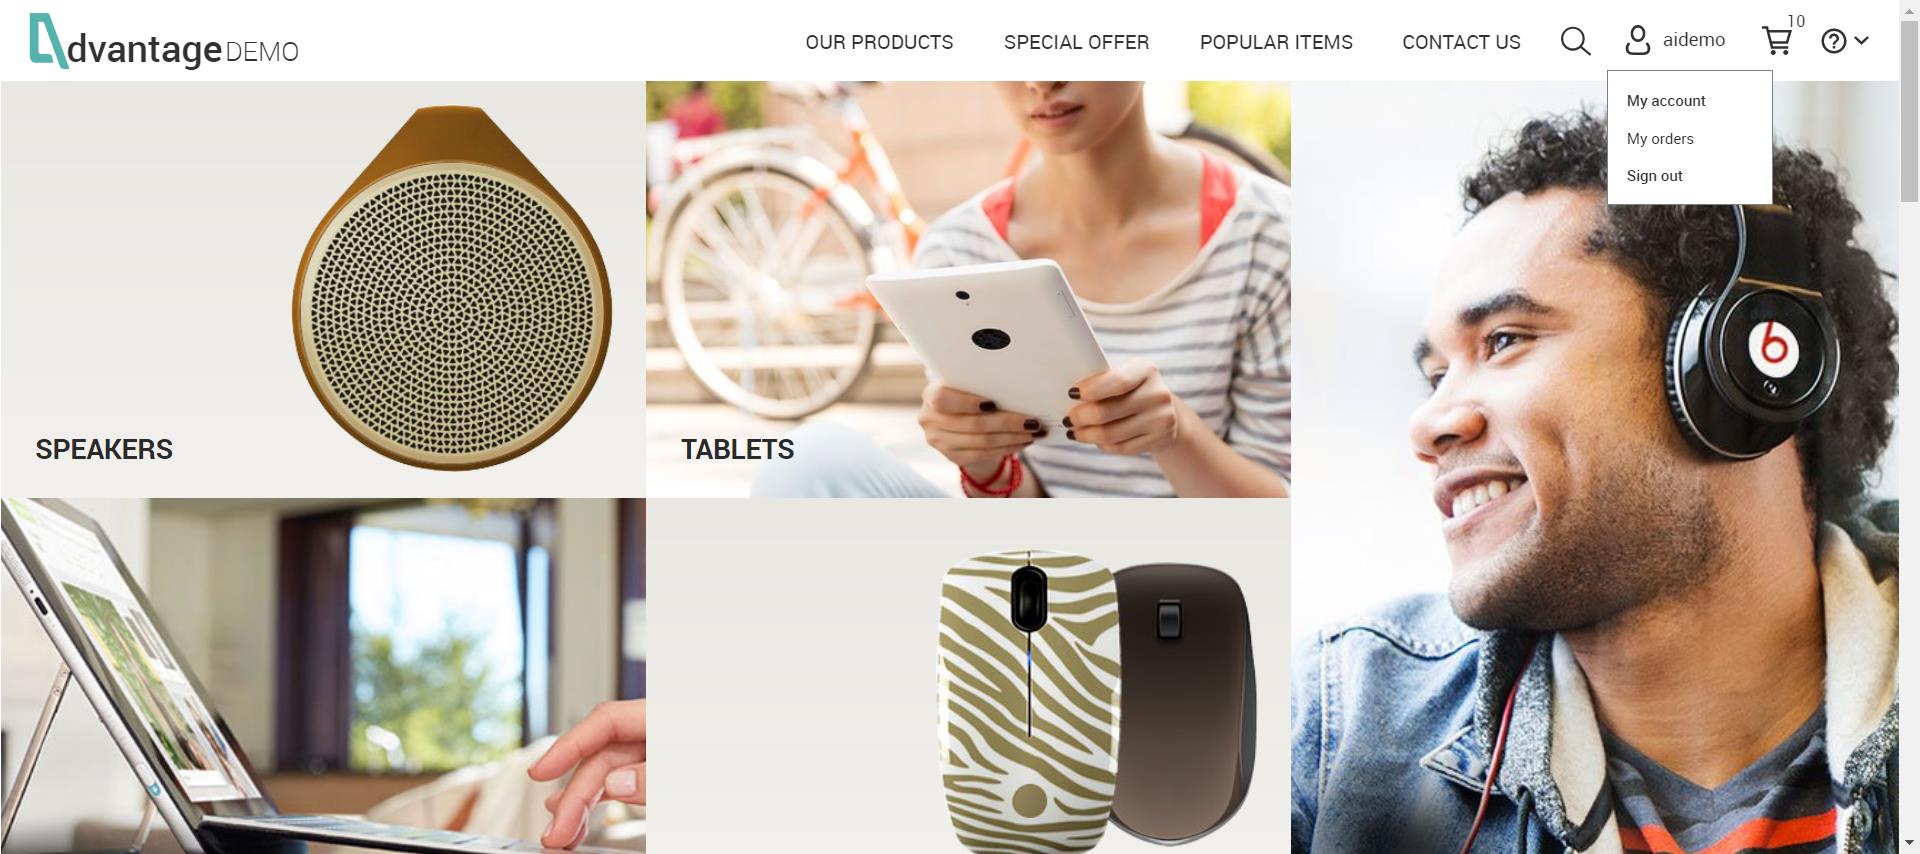 dvantage DEMO
OUR PRODUCTS
SPECIAL OFFER
POPULAR ITEMS
CONTACT US
aidemo
10
My account
My orders
Sign out
SPEAKERS
TABLETS